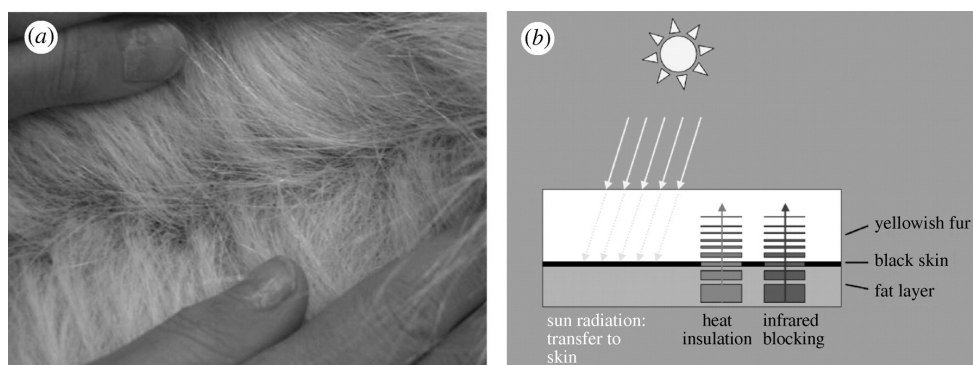 (a)
(b)
yellowish fur
black skin
fat layer
sun radiation:
transfer to
skin
heat
insulation
infrared
blocking